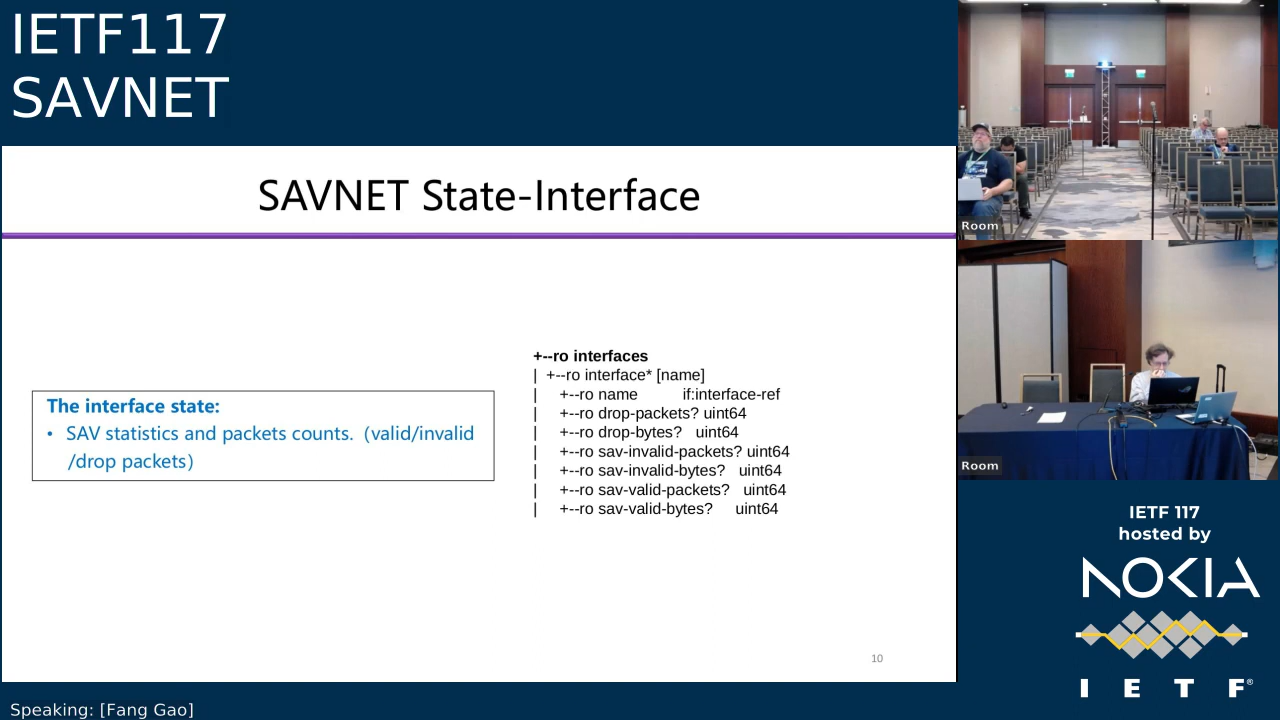 IETF117
SAVNET
SAVNET State-Interface
The interface state:
• SAV statistics and packets counts. (valid/invalid
/drop packets)
+--ro interfaces
| +--ro interface* [name]
| +--ro name if:interface-ref
| +--ro drop-packets? uint64
| +--ro drop-bytes? uint64
| +--ro sav-invalid-packets? uint64
| +--ro sav-invalid-bytes? uint64
| +--ro sav-valid-packets? uint64
| +--ro sav-valid-bytes? uint64
10
Speaking: [Fang Gao]
Room
Room
IETF 117
hosted by
NOKIA
I E T F®